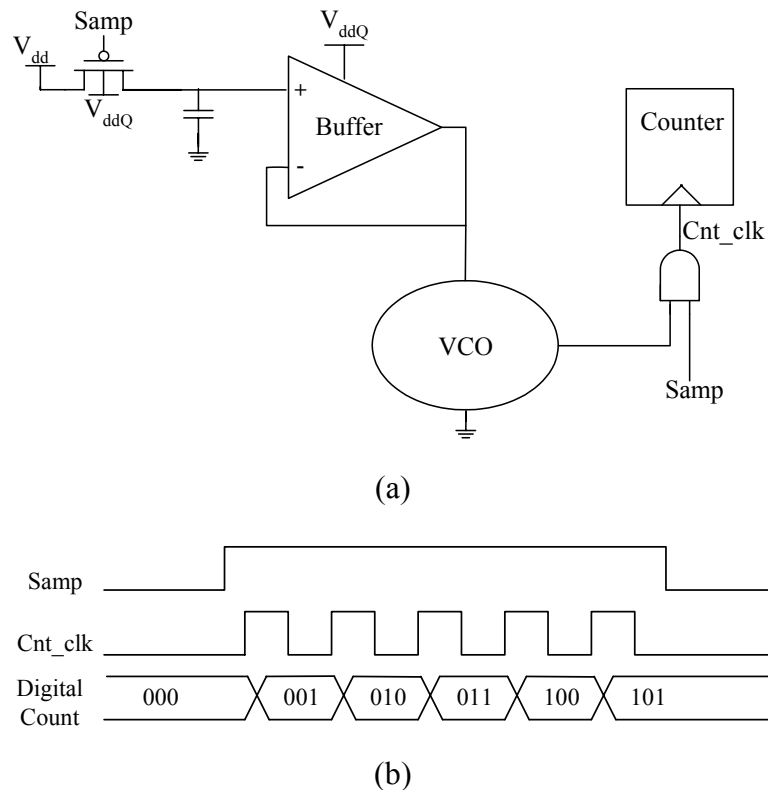 Samp
V_dd
V_ddQ
V_ddQ
+
Buffer
-
Counter
Cnt_clk
VCO
Samp
(a)
Samp
Cnt_clk
Digital
Count
000 001 010 011 100 101
(b)